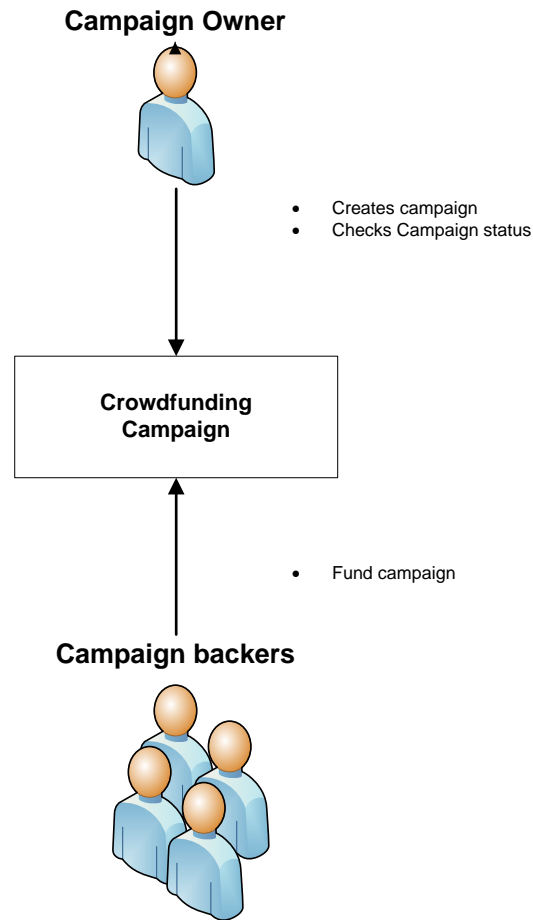 Campaign Owner
• Creates campaign
• Checks Campaign status
Crowdfunding
Campaign
• Fund campaign
Campaign backers